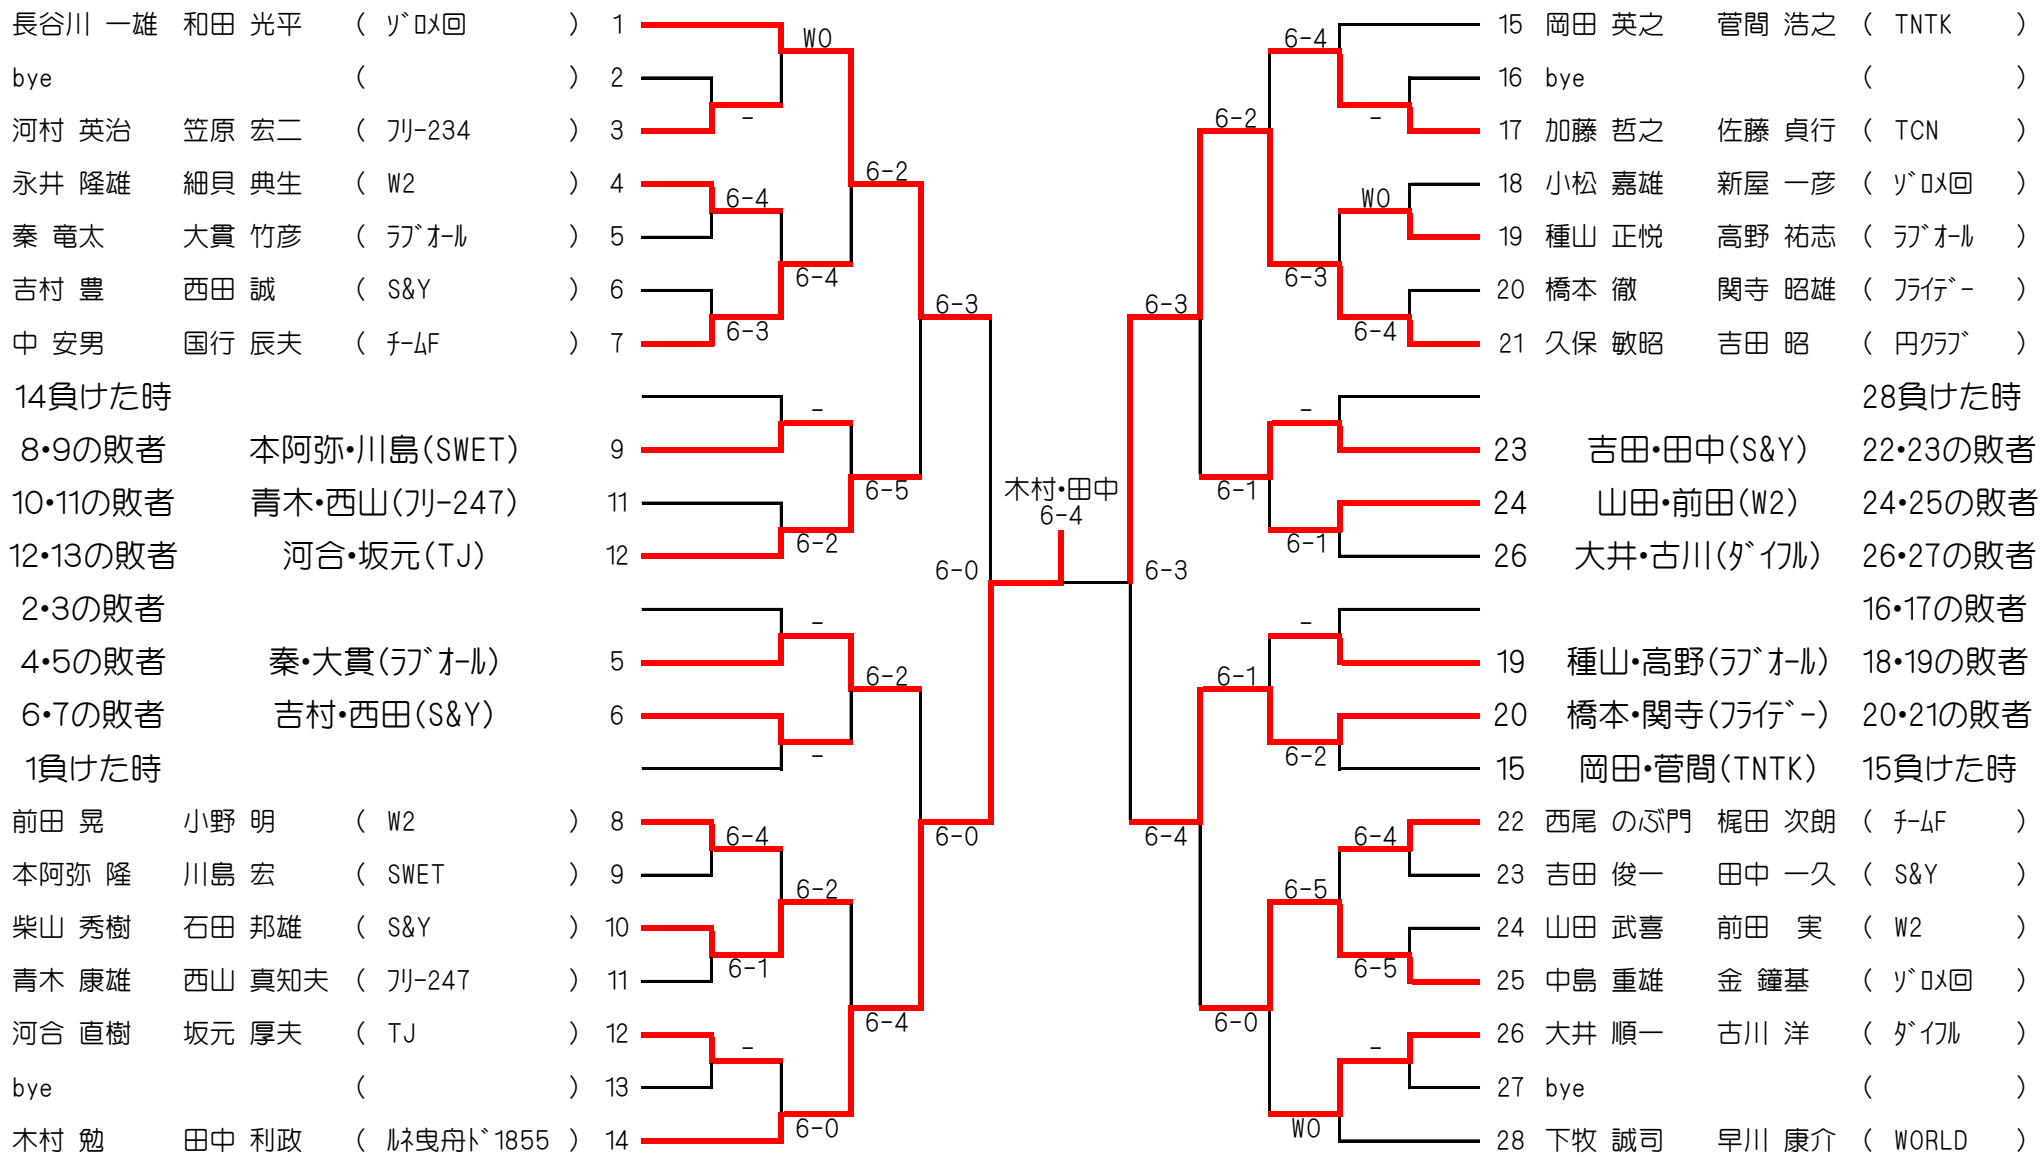 長谷川 一雄 和田 光平 ( ｿﾞﾛﾒ回 ) 1
WO
bye ( ) 2
-
河村 英治 笠原 宏二 ( ﾌﾘｰ234 ) 3
6-2
永井 隆雄 細貝 典生 ( W2 ) 4
6-4
秦 竜太 大貫 竹彦 ( ﾗﾌﾞｵｰﾙ ) 5
6-4
吉村 豊 西田 誠 ( S&Y ) 6
6-3
6-3
中 安男 国行 辰夫 ( ﾁｰﾑF ) 7
14負けた時
-
8・9の敗者 本阿弥・川島(SWET) 9
6-5
10・11の敗者 青木・西山(ﾌﾘｰ247) 11
6-2
12・13の敗者 河合・坂元(TJ) 12
6-0
2・3の敗者
-
4・5の敗者 秦・大貫(ﾗﾌﾞｵｰﾙ) 5
6-2
6・7の敗者 吉村・西田(S&Y) 6
-
1負けた時
前田 晃 小野 明 ( W2 ) 8
6-4
6-0
本阿弥 隆 川島 宏 ( SWET ) 9
6-2
柴山 秀樹 石田 邦雄 ( S&Y ) 10
6-1
青木 康雄 西山 真知夫 ( ﾌﾘｰ247 ) 11
6-4
河合 直樹 坂元 厚夫 ( TJ ) 12
-
bye ( ) 13
6-0
木村 勉 田中 利政 ( ﾙﾈ曳舟ﾄﾞ1855 ) 14
木村・田中
6-4
15 岡田 英之 菅間 浩之 ( TNTK )
6-4
16 bye ( )
-
6-2
17 加藤 哲之 佐藤 貞行 ( TCN )
18 小松 嘉雄 新屋 一彦 ( ｿﾞﾛﾒ回 )
WO
19 種山 正悦 高野 祐志 ( ﾗﾌﾞｵｰﾙ )
6-3
20 橋本 徹 関寺 昭雄 ( ﾌﾗｲﾃﾞｰ )
6-3
6-4
21 久保 敏昭 吉田 昭 ( 円ｸﾗﾌﾞ )
28負けた時
-
23 吉田・田中(S&Y) 22・23の敗者
6-1
24 山田・前田(W2) 24・25の敗者
6-1
26 大井・古川(ﾀﾞｲﾌﾙ) 26・27の敗者
6-3
16・17の敗者
-
19 種山・高野(ﾗﾌﾞｵｰﾙ) 18・19の敗者
6-1
20 橋本・関寺(ﾌﾗｲﾃﾞｰ) 20・21の敗者
6-2
15 岡田・菅間(TNTK) 15負けた時
22 西尾 のぶ門 梶田 次朗 ( ﾁｰﾑF )
6-4
6-4
23 吉田 俊一 田中 一久 ( S&Y )
6-5
24 山田 武喜 前田 実 ( W2 )
6-5
25 中島 重雄 金 鐘基 ( ｿﾞﾛﾒ回 )
6-0
26 大井 順一 古川 洋 ( ﾀﾞｲﾌﾙ )
-
27 bye ( )
WO
28 下牧 誠司 早川 康介 ( WORLD )